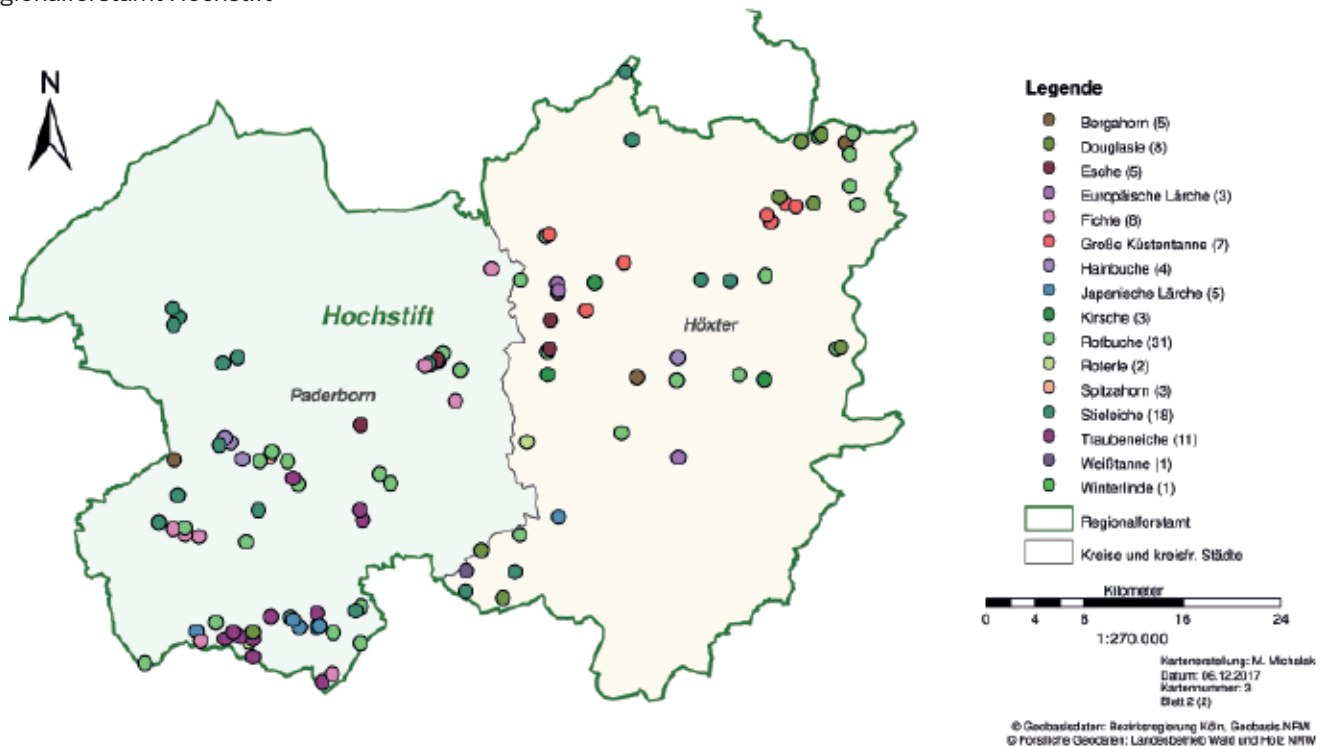 gionalforstamt Hochstift
N
Hochstift
Paderborn
Höxter
Legende
Bergahorn (5)
Douglasie (8)
Esche (5)
Europäische Lärche (3)
Fichte (8)
Große Küstentanne (7)
Hainbuche (4)
Japanische Lärche (5)
Kirsche (3)
Rotbuche (31)
Roterle (2)
Spitzahorn (3)
Stieleiche (18)
Traubeneiche (11)
Weißtanne (1)
Winterlinde (1)
Regionalforstamt
Kreise und kreisfr. Städte
Kilometer
0 4 8 16 24
1:270.000
Kartenerstellung: M. Michalak
Datum: 06.12.2017
Kartennummer: 3
Blatt 2 (2)
© Geobasisdaten: Bezirksregierung Köln, Geobasis NRW
© Forstliche Geodaten: Landesbetrieb Wald und Holz NRW